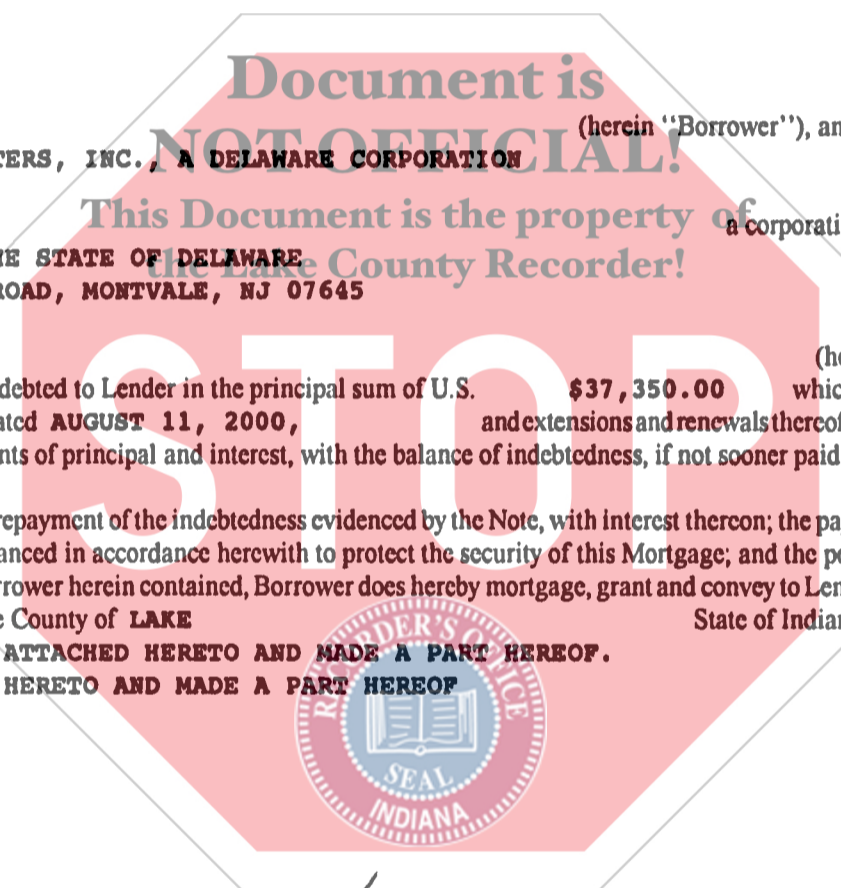 Document is
(herein "Borrower"), an
NOT OFFICIAL!
TERS, INC., A DELAWARE CORPORATION
This Document is the property of
a corporati
HE STATE OF DELAWARE
the Lake County Recorder!
ROAD, MONTVALE, NJ 07645
STOP
(he
debted to Lender in the principal sum of U.S. $37,350.00 whic
ated AUGUST 11, 2000, and extensions and renewals thereof
nts of principal and interest, with the balance of indebtedness, if not sooner paid
repayment of the indebtedness evidenced by the Note, with interest thereon; the pa
anced in accordance herewith to protect the security of this Mortgage; and the pe
rrower herein contained, Borrower does hereby mortgage, grant and convey to Len
e County of LAKE State of Indian
ATTACHED HERETO AND MADE A PART HEREOF.
HERETO AND MADE A PART HEREOF
RECORDER'S OFFICE
SEAL
INDIANA